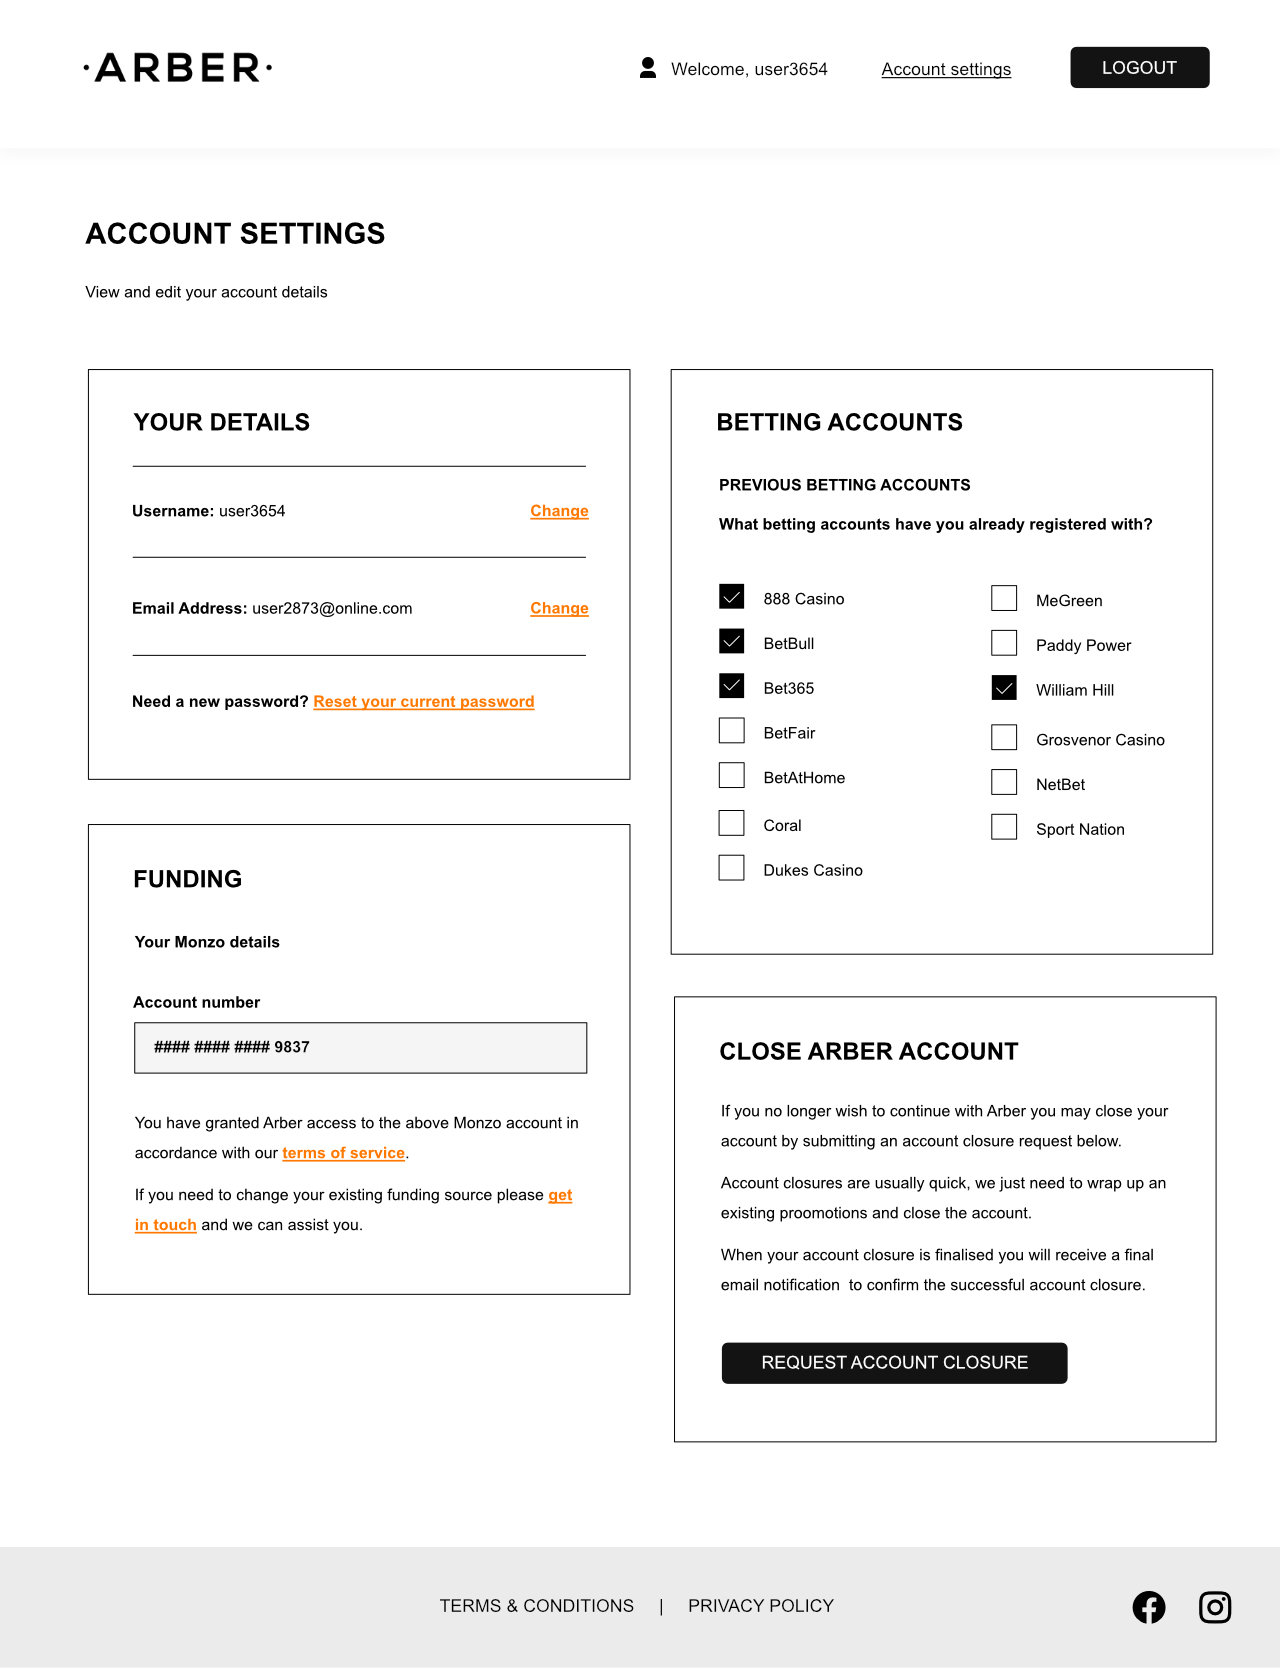 ·ARBER·
Welcome, user3654
Account settings
LOGOUT
ACCOUNT SETTINGS
View and edit your account details
YOUR DETAILS
Username: user3654
Change
Email Address: user2873@online.com
Change
Need a new password? Reset your current password
FUNDING
Your Monzo details
Account number
#### #### #### 9837
You have granted Arber access to the above Monzo account in
accordance with our terms of service.
If you need to change your existing funding source please get
in touch and we can assist you.
BETTING ACCOUNTS
PREVIOUS BETTING ACCOUNTS
What betting accounts have you already registered with?
888 Casino
BetBull
Bet365
BetFair
BetAtHome
Coral
Dukes Casino
MeGreen
Paddy Power
William Hill
Grosvenor Casino
NetBet
Sport Nation
CLOSE ARBER ACCOUNT
If you no longer wish to continue with Arber you may close your
account by submitting an account closure request below.
Account closures are usually quick, we just need to wrap up an
existing proomotions and close the account.
When your account closure is finalised you will receive a final
email notification  to confirm the successful account closure.
REQUEST ACCOUNT CLOSURE
TERMS & CONDITIONS | PRIVACY POLICY